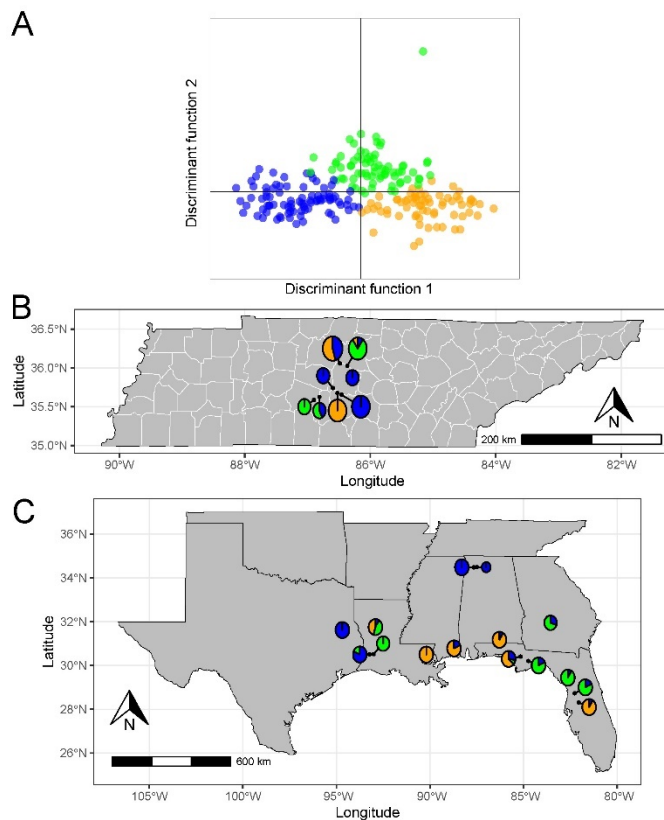 A
Discriminant function 2
Discriminant function 1
B
36.5°N
36.0°N
35.5°N
35.0°N
Latitude
N
200 km
90°W 88°W 86°W 84°W 82°W
Longitude
C
36°N
34°N
32°N
30°N
28°N
26°N
Latitude
N
600 km
105°W 100°W 95°W 90°W 85°W 80°W
Longitude